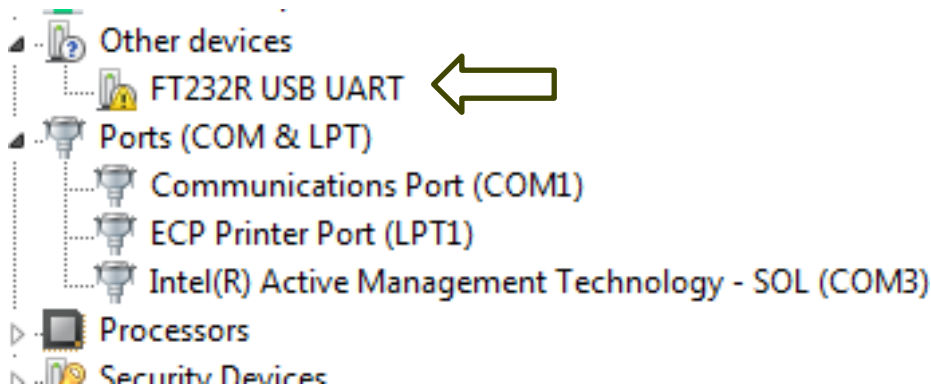 Other devices
FT232R USB UART
Ports (COM & LPT)
Communications Port (COM1)
ECP Printer Port (LPT1)
Intel(R) Active Management Technology - SOL (COM3)
Processors
Security Devices